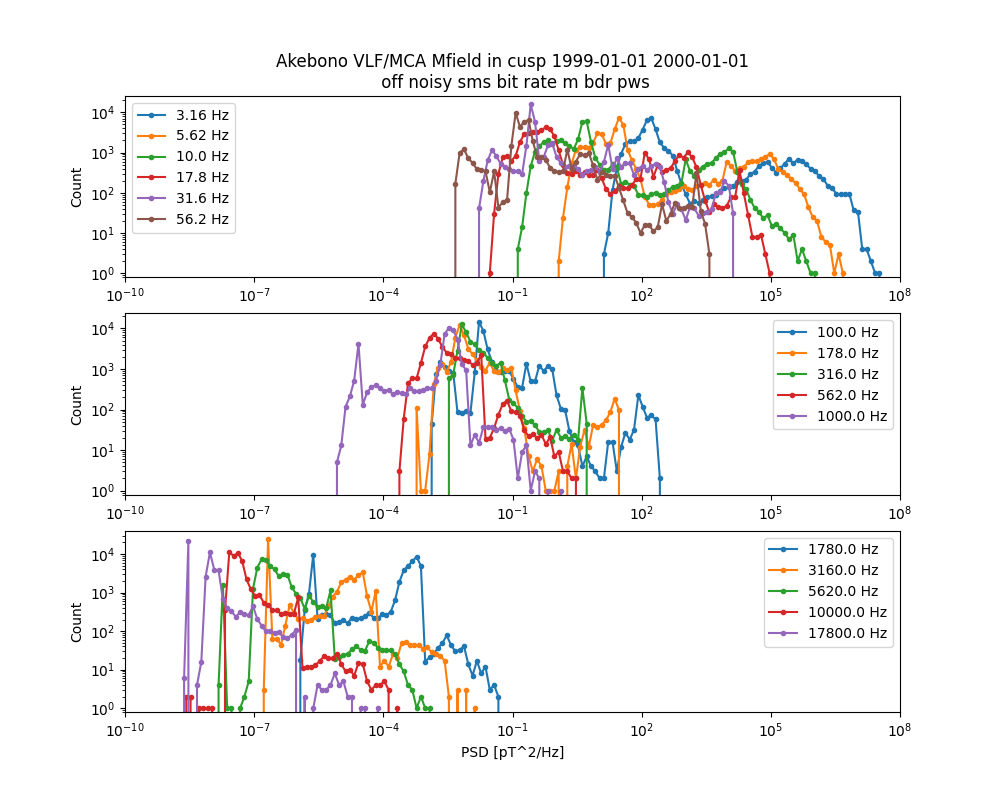 Akebono VLF/MCA Mfield in cusp 1999-01-01 2000-01-01
off noisy sms bit rate m bdr pws
Count
10^4
10^3
10^2
10^1
10^0
3.16 Hz
5.62 Hz
10.0 Hz
17.8 Hz
31.6 Hz
56.2 Hz
10^-10
10^-7
10^-4
10^-1
10^2
10^5
10^8
Count
10^4
10^3
10^2
10^1
10^0
100.0 Hz
178.0 Hz
316.0 Hz
562.0 Hz
1000.0 Hz
10^-10
10^-7
10^-4
10^-1
10^2
10^5
10^8
Count
10^4
10^3
10^2
10^1
10^0
1780.0 Hz
3160.0 Hz
5620.0 Hz
10000.0 Hz
17800.0 Hz
10^-10
10^-7
10^-4
10^-1
10^2
10^5
10^8
PSD [pT^2/Hz]